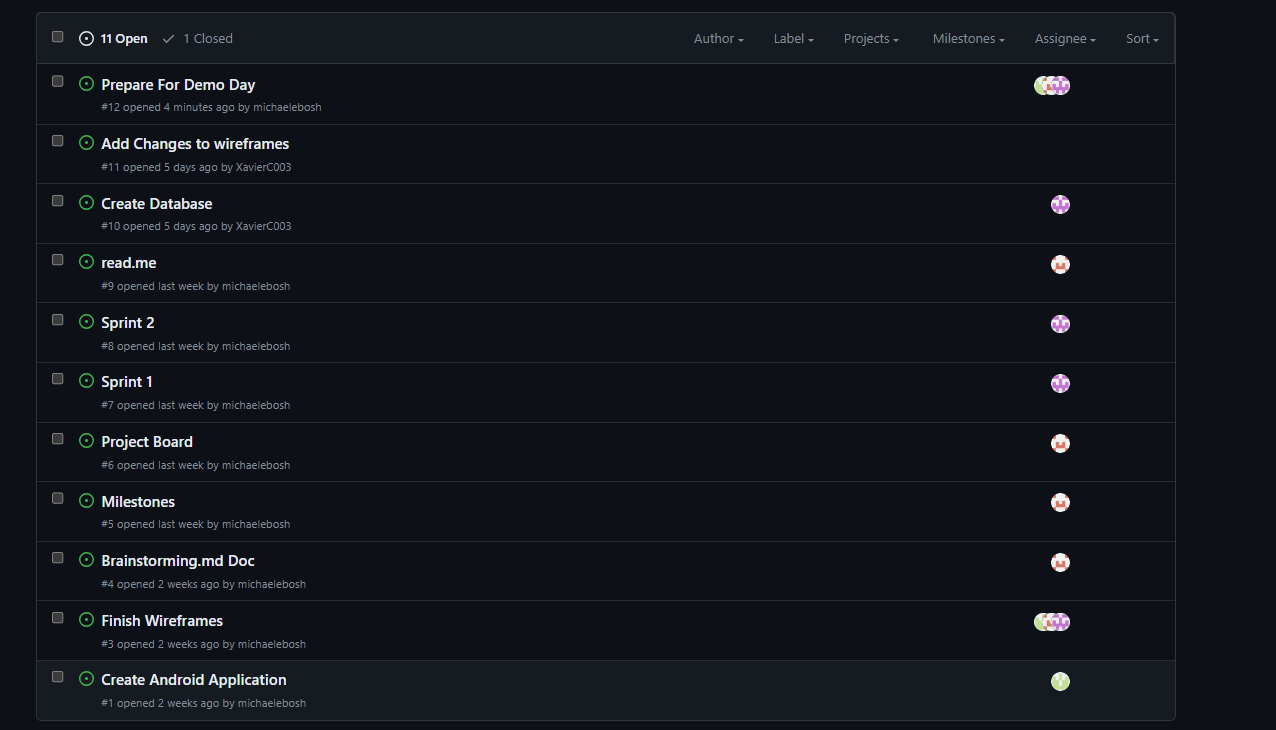 11 Open 1 Closed Author Label Projects Milestones Assignee Sort
Prepare For Demo Day
#12 opened 4 minutes ago by michaelebosh
Add Changes to wireframes
#11 opened 5 days ago by XavierC003
Create Database
#10 opened 5 days ago by XavierC003
read.me
#9 opened last week by michaelebosh
Sprint 2
#8 opened last week by michaelebosh
Sprint 1
#7 opened last week by michaelebosh
Project Board
#6 opened last week by michaelebosh
Milestones
#5 opened last week by michaelebosh
Brainstorming.md Doc
#4 opened 2 weeks ago by michaelebosh
Finish Wireframes
#3 opened 2 weeks ago by michaelebosh
Create Android Application
#1 opened 2 weeks ago by michaelebosh